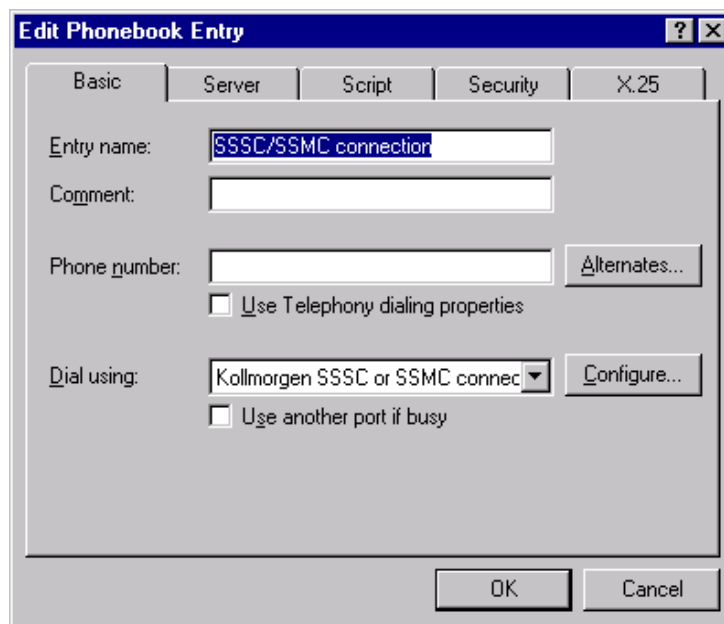 Edit Phonebook Entry
Basic Server Script Security X.25
Entry name: SSSC/SSMC connection
Comment:
Phone number: Alternates...
Use Telephony dialing properties
Dial using: Kollmorgen SSSC or SSMC connec Configure...
Use another port if busy
OK Cancel